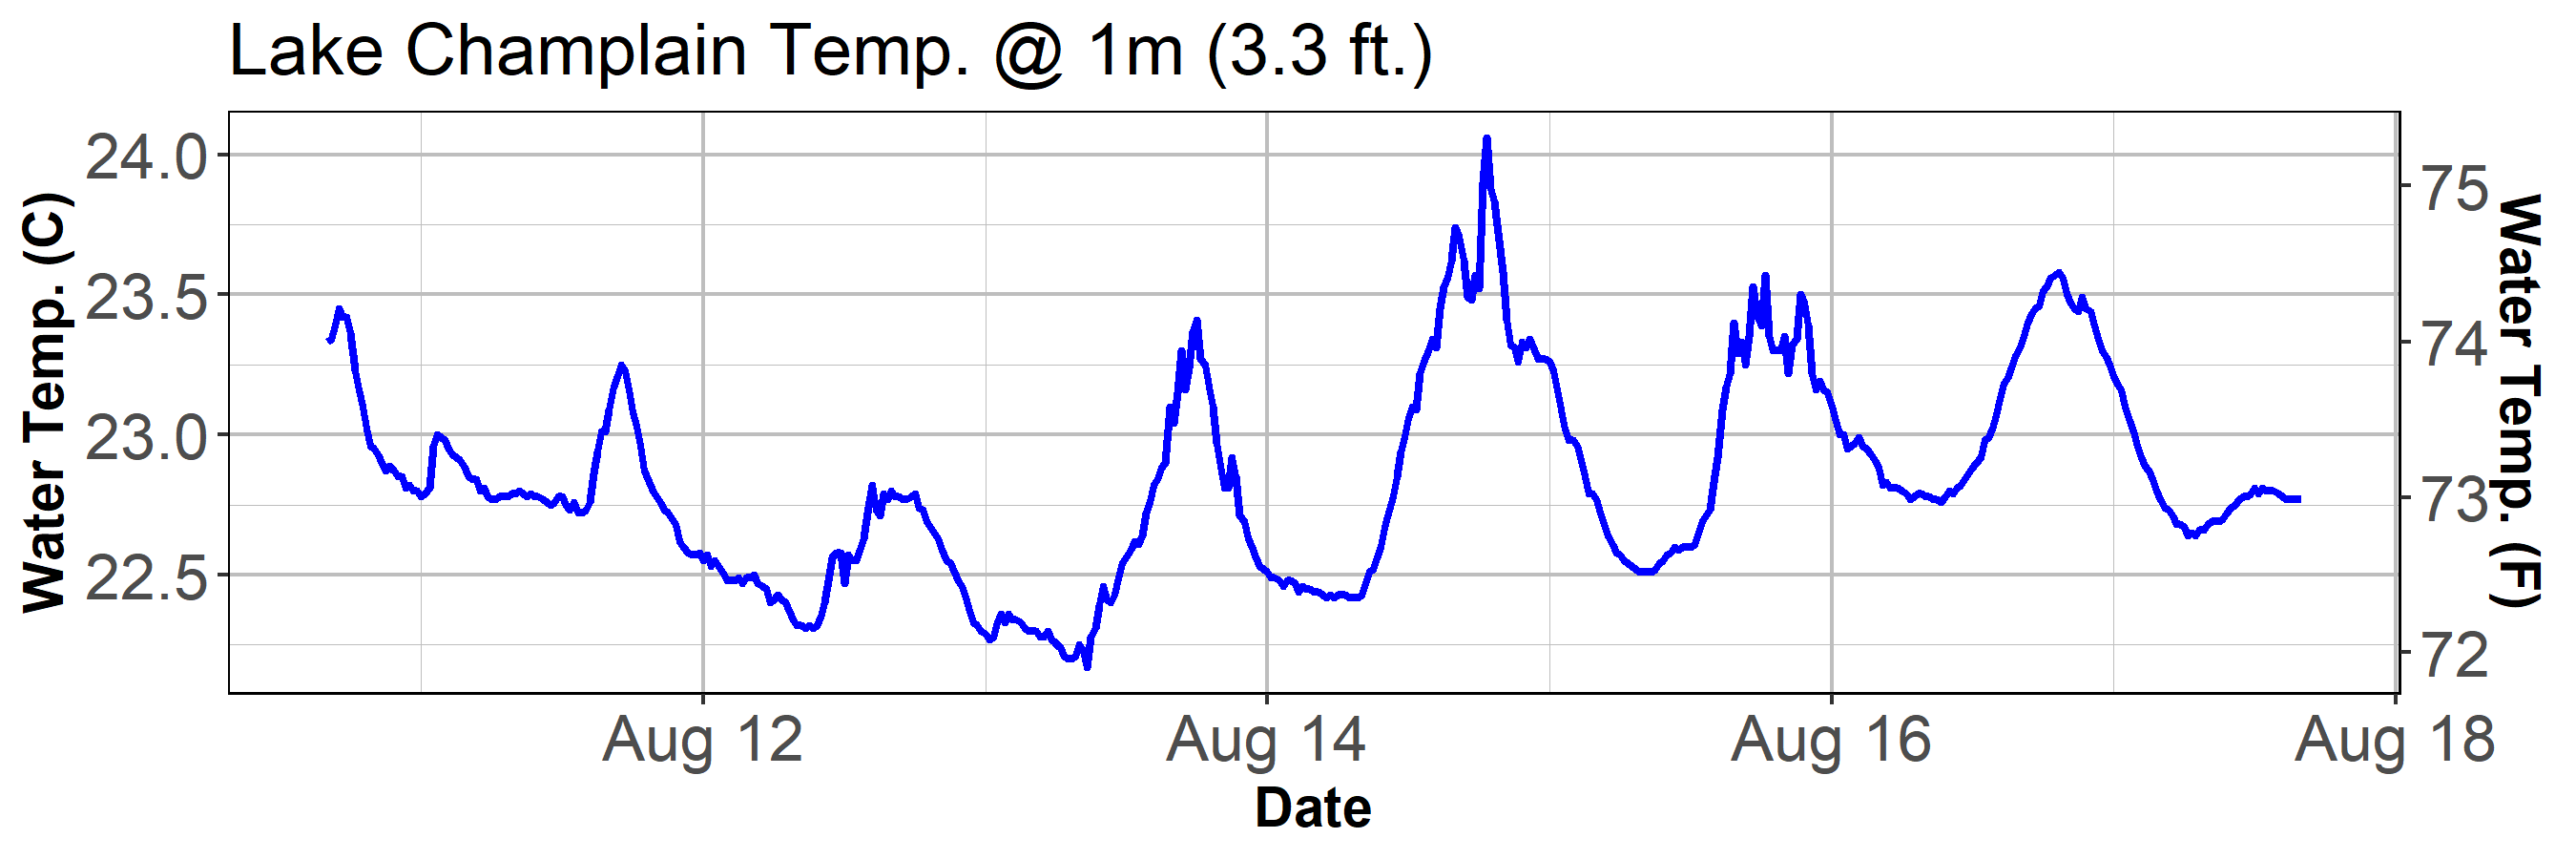 Lake Champlain Temp. @ 1m (3.3 ft.)
Water Temp. (C)
24.0
23.5
23.0
22.5
75
74
73
72
Water Temp. (F)
Aug 12
Aug 14
Aug 16
Aug 18
Date